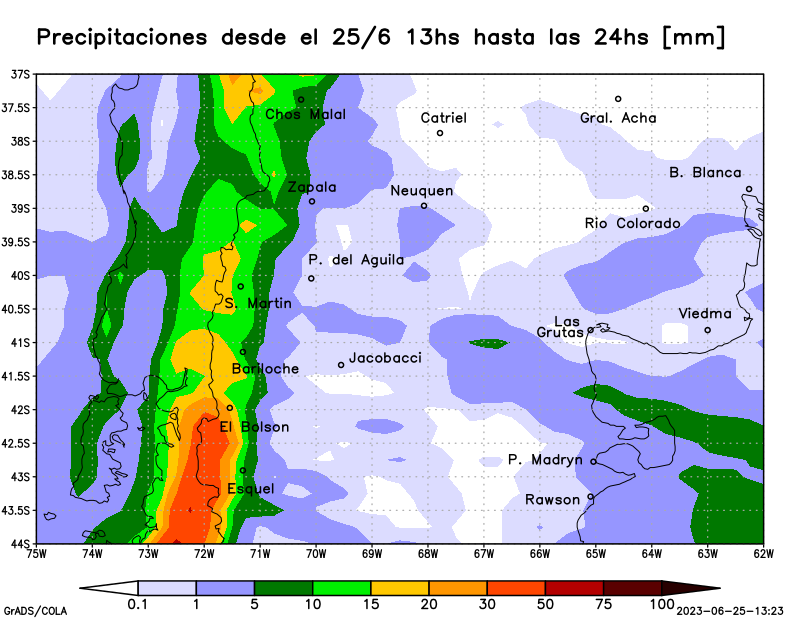 Precipitaciones desde el 25/6 13hs hasta las 24hs [mm]
37S
37.5S
38S
38.5S
39S
39.5S
40S
40.5S
41S
41.5S
42S
42.5S
43S
43.5S
44S
Chos Malal
Catriel
Gral. Acha
B. Blanca
Zapala
Neuquen
Rio Colorado
P. del Aguila
S. Martin
Las
Grutas
Viedma
Bariloche
Jacobacci
El Bolson
P. Madryn
Esquel
Rawson
75W 74W 73W 72W 71W 70W 69W 68W 67W 66W 65W 64W 63W 62W
0.1 1 5 10 15 20 30 50 75 100
GrADS/COLA
2023-06-25-13:23